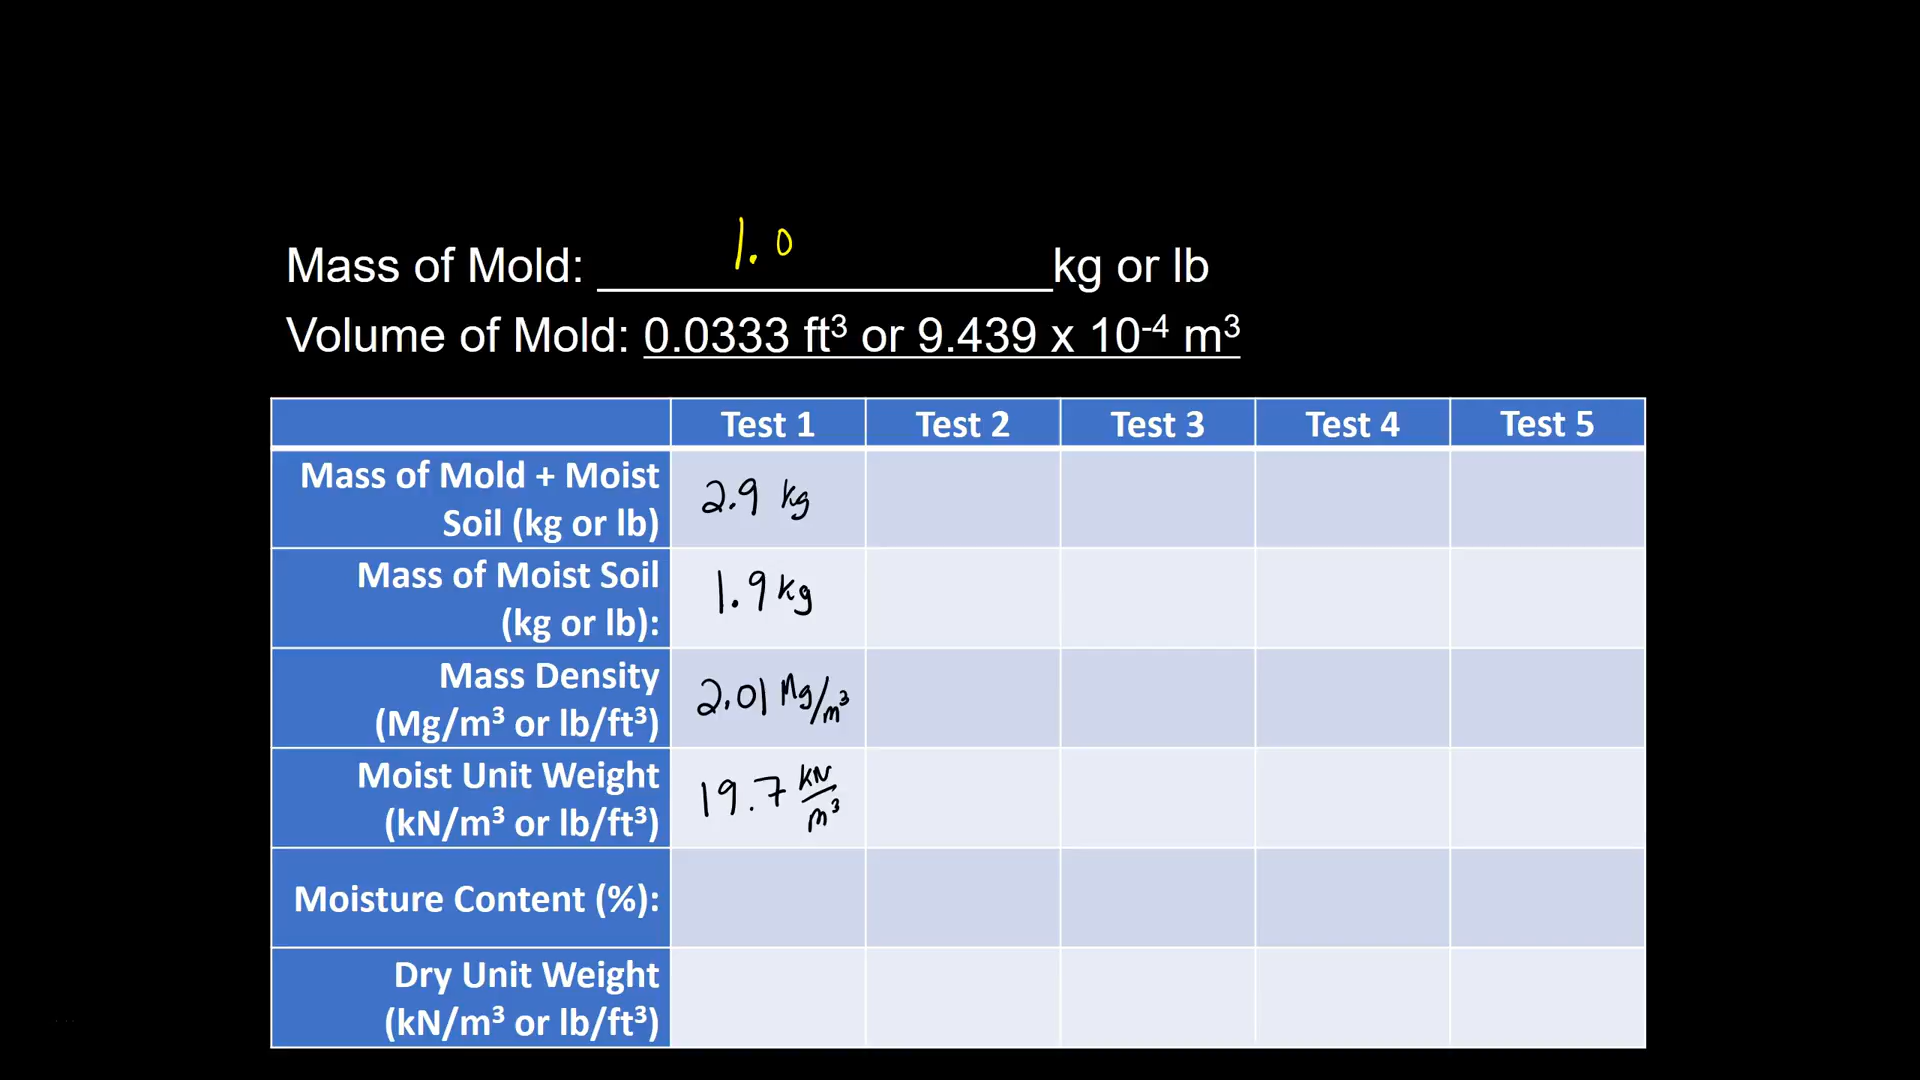 1.0
Mass of Mold: ____________________kg or lb
Volume of Mold: 0.0333 ft³ or 9.439 x 10⁻⁴ m³
Test 1 Test 2 Test 3 Test 4 Test 5
Mass of Mold + Moist
Soil (kg or lb)
2.9 kg
Mass of Moist Soil
(kg or lb):
1.9 kg
Mass Density
(Mg/m³ or lb/ft³)
2.01 Mg/m³
Moist Unit Weight
(kN/m³ or lb/ft³)
19.7 kN/m³
Moisture Content (%):
Dry Unit Weight
(kN/m³ or lb/ft³)